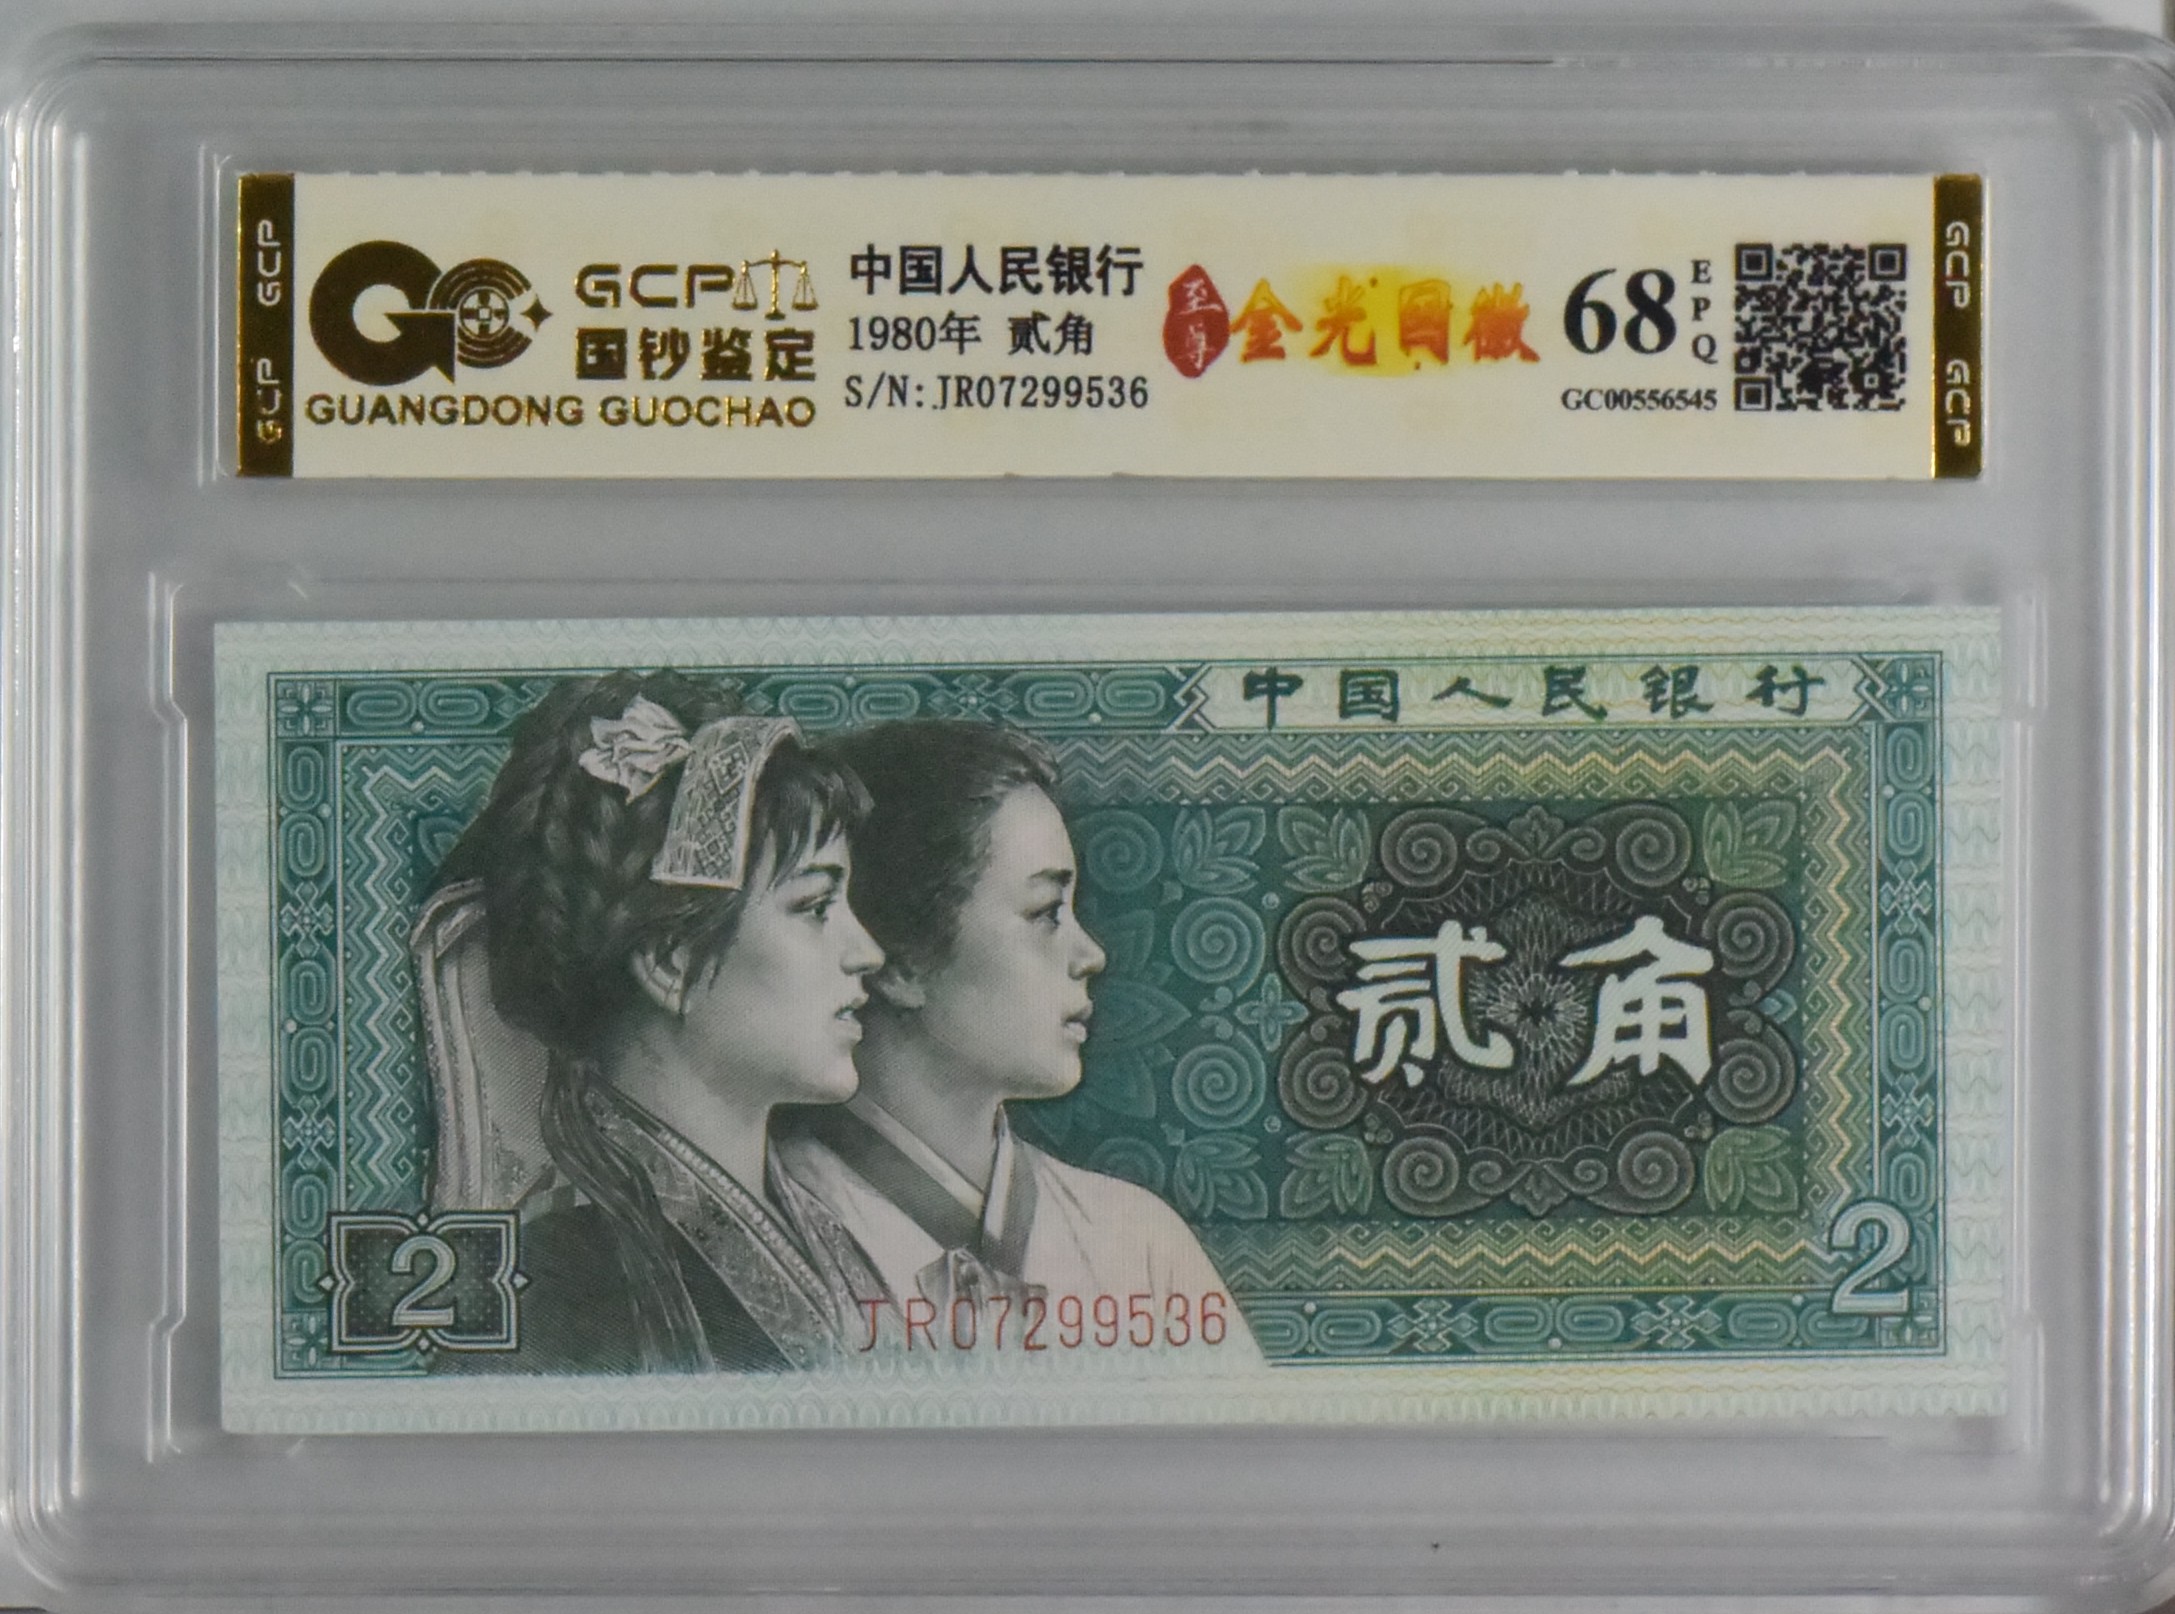 GCP GCP
GCP
国钞鉴定
GUANGDONG GUOCHAO
中国人民银行
1980年 贰角
S/N:JR07299536
至尊
金光国徽
68
EPQ
GC00556545
GCP GCP
中国人民银行
贰角
2
2
JR07299536